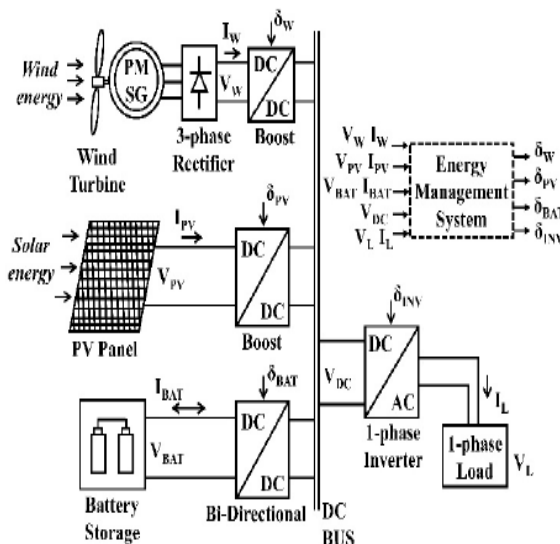 Wind
energy
Wind
Turbine
PM
SG
3-phase
Rectifier
I_W
V_W
δ_W
DC
DC
Boost
Solar
energy
PV Panel
I_PV
V_PV
δ_PV
DC
DC
Boost
I_BAT
V_BAT
Battery
Storage
δ_BAT
DC
DC
Bi-Directional
DC
BUS
V_DC
δ_INV
DC
AC
1-phase
Inverter
I_L
1-phase
Load
V_L
V_W I_W
V_PV I_PV
V_BAT I_BAT
V_DC
V_L I_L
Energy
Management
System
δ_W
δ_PV
δ_BAT
δ_INV